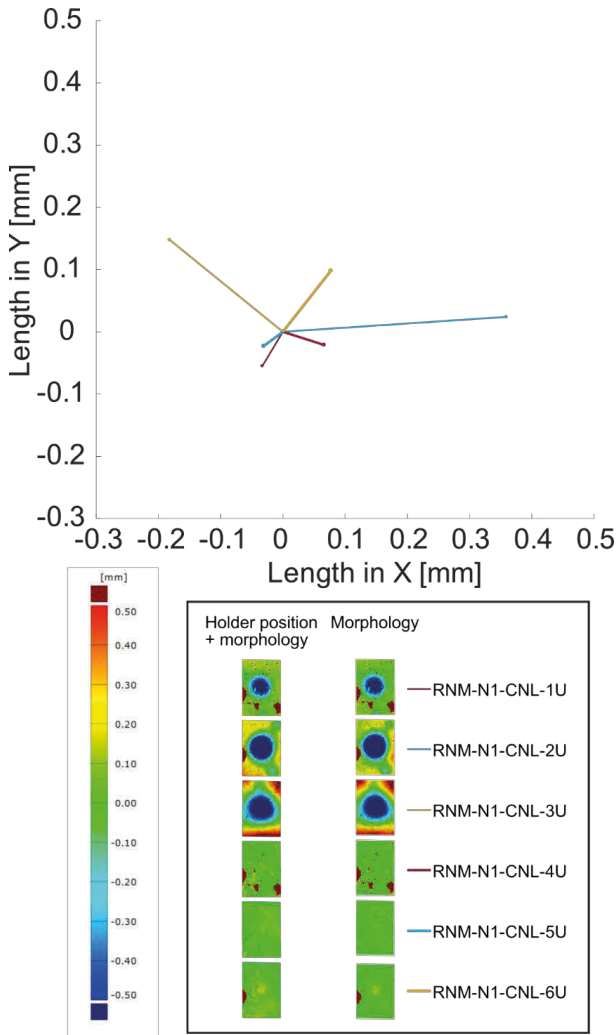 0.5
0.4
0.3
0.2
0.1
0
-0.1
-0.2
-0.3
Length in Y [mm]
-0.3 -0.2 -0.1 0 0.1 0.2 0.3 0.4 0.5
Length in X [mm]
[mm]
0.50
0.40
0.30
0.20
0.10
0.00
-0.10
-0.20
-0.30
-0.40
-0.50
Holder position
+ morphology
Morphology
RNM-N1-CNL-1U
RNM-N1-CNL-2U
RNM-N1-CNL-3U
RNM-N1-CNL-4U
RNM-N1-CNL-5U
RNM-N1-CNL-6U